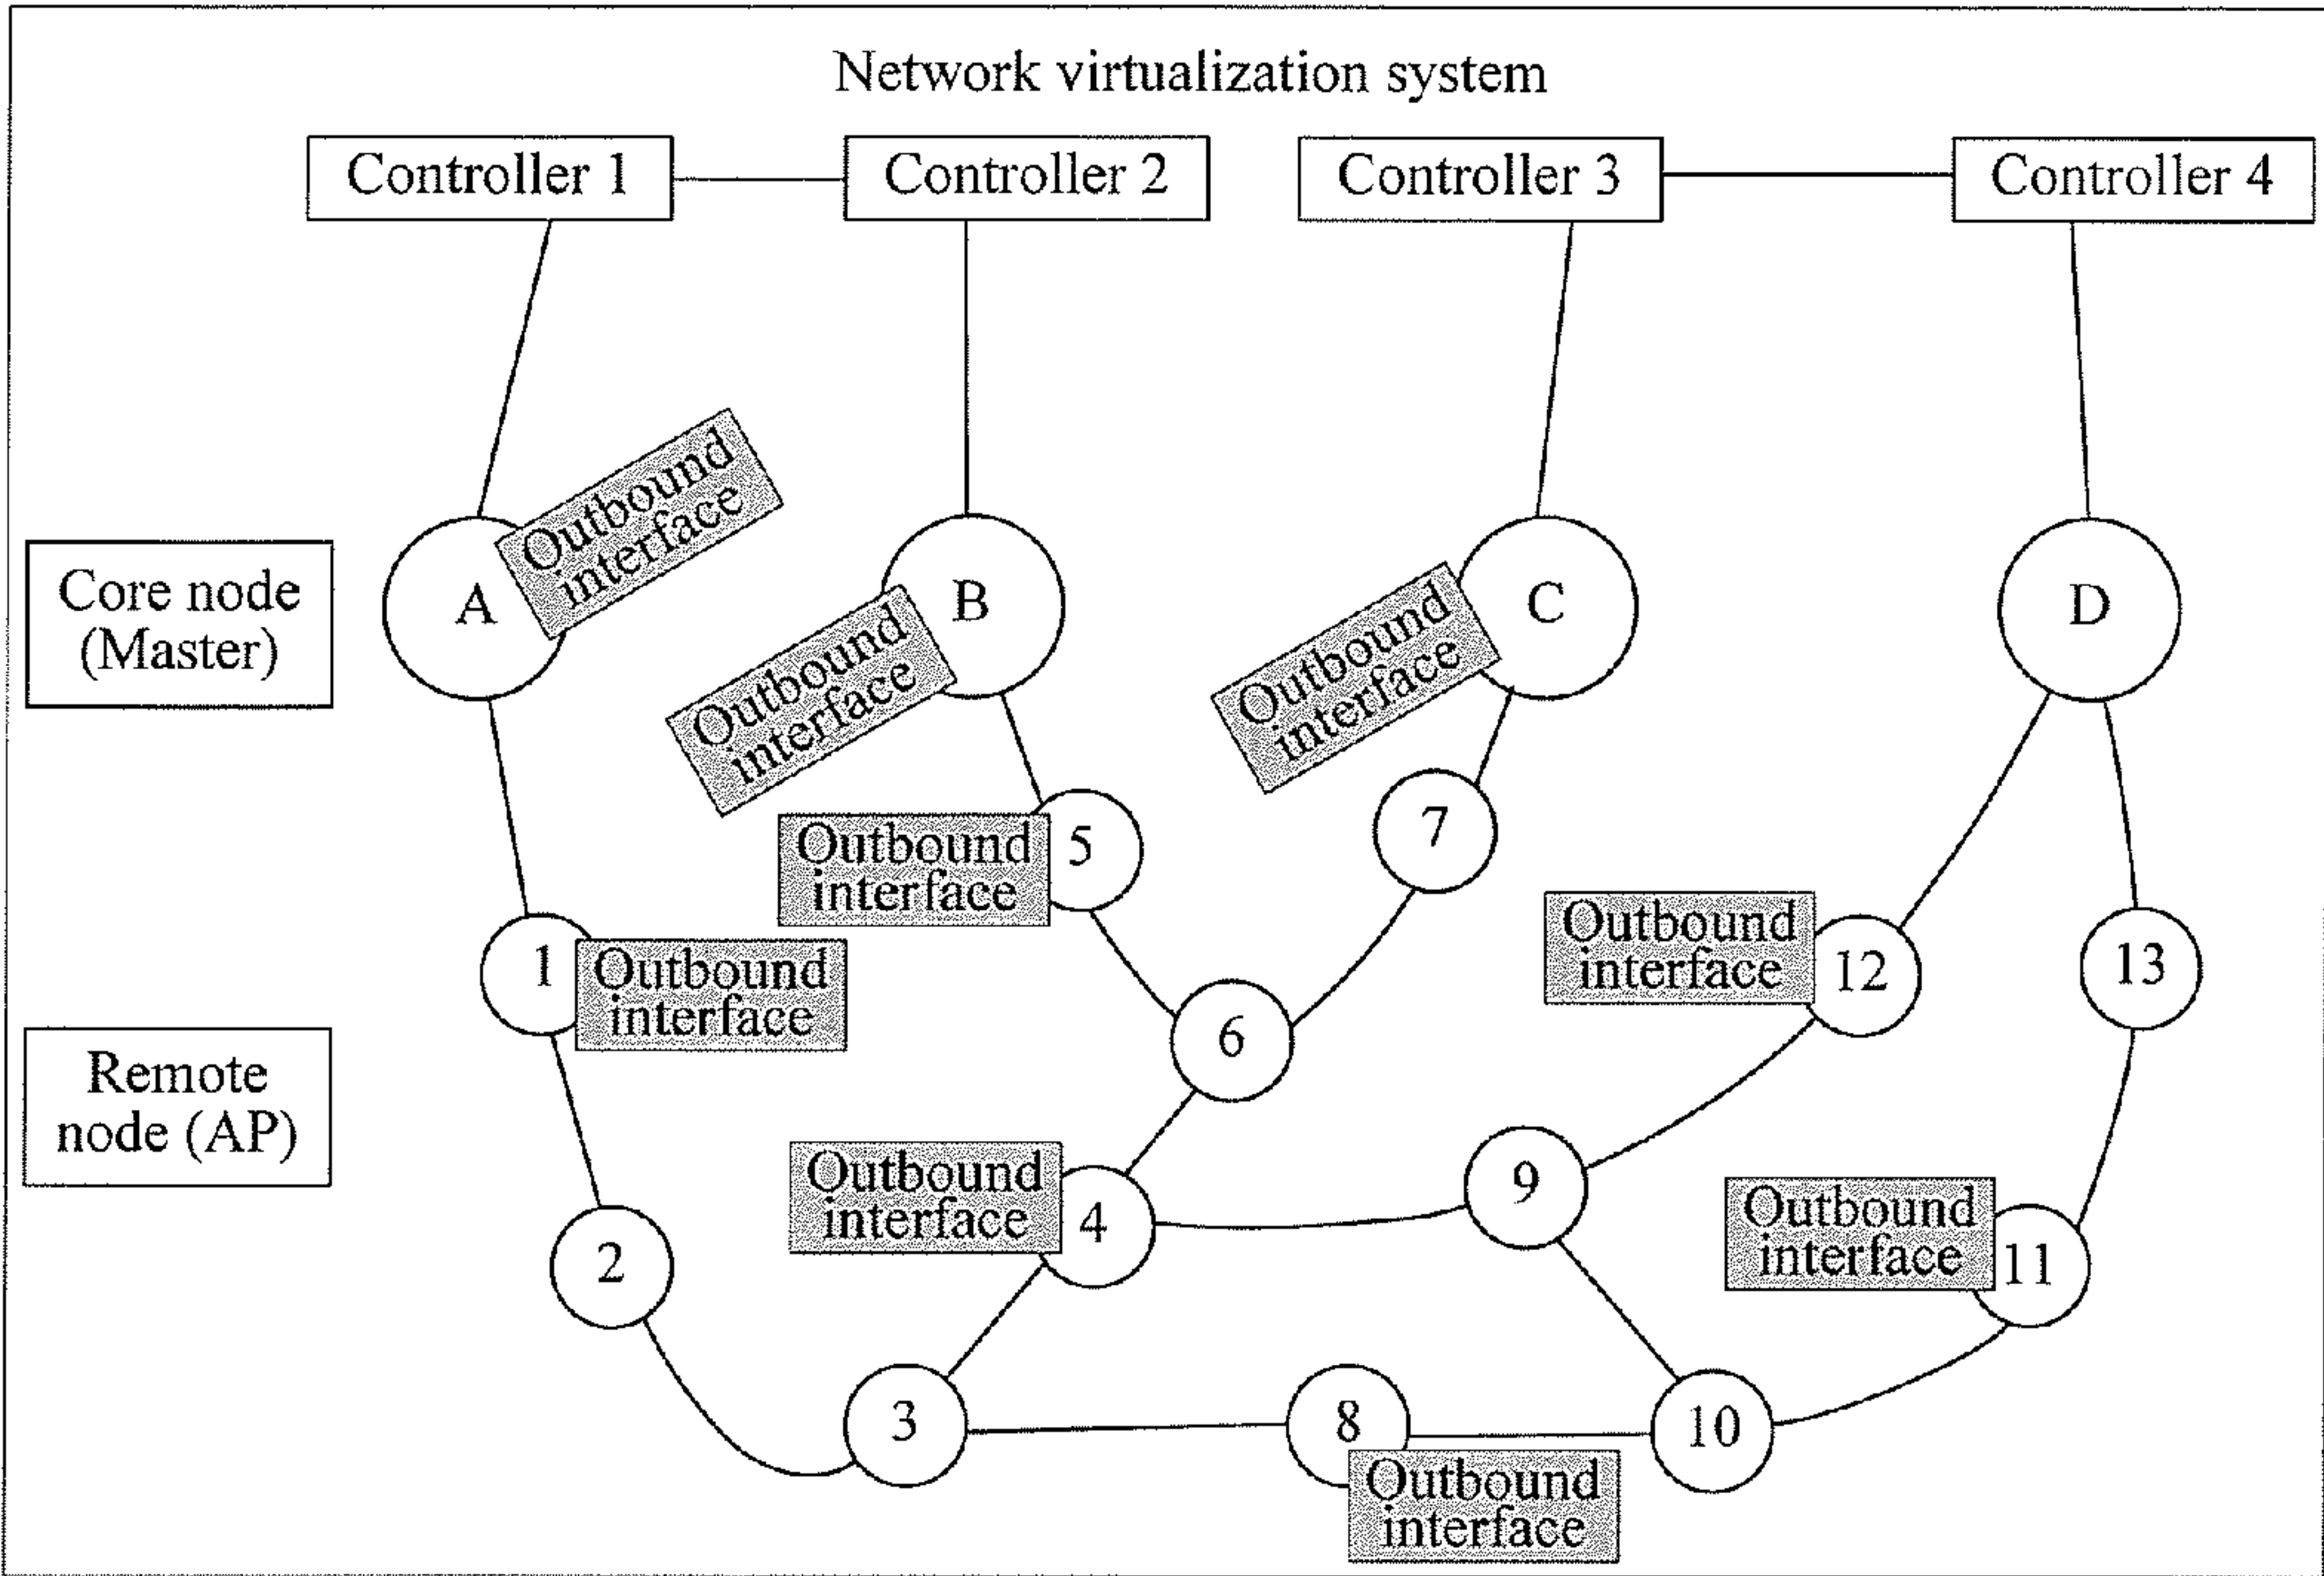 Network virtualization system
Controller 1
Controller 2
Controller 3
Controller 4
Outbound
interface
Core node
(Master)
A
B
C
D
Outbound
interface
Outbound
interface
Outbound
interface
5
7
Outbound
interface
12
13
1
Outbound
interface
6
Remote
node (AP)
Outbound
interface
4
9
Outbound
interface
11
2
3
8
10
Outbound
interface